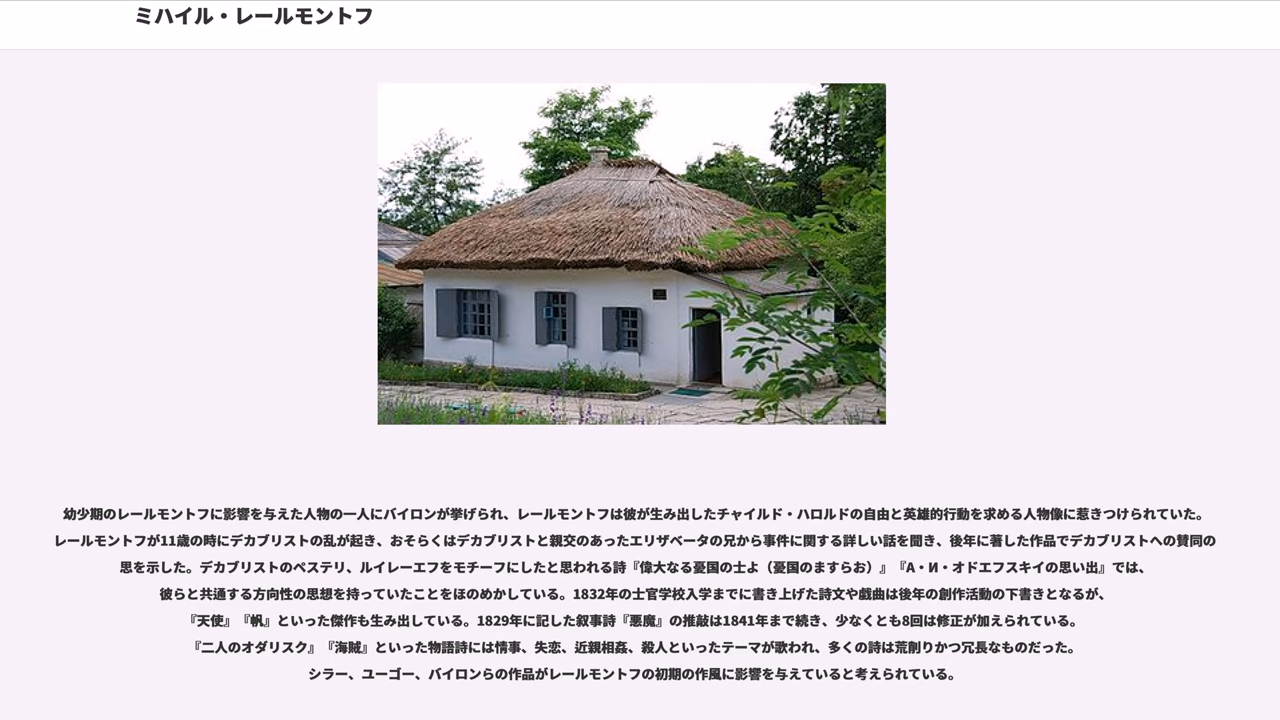 ミハイル・レールモントフ
幼少期のレールモントフに影響を与えた人物の一人にバイロンが挙げられ、レールモントフは彼が生み出したチャイルド・ハロルドの自由と英雄的行動を求める人物像に惹きつけられていた。
レールモントフが11歳の時にデカブリストの乱が起き、おそらくはデカブリストと親交のあったエリザベータの兄から事件に関する詳しい話を聞き、後年に著した作品でデカブリストへの賛同の
思を示した。デカブリストのペステリ、ルイレーエフをモチーフにしたと思われる詩『偉大なる憂国の士よ（憂国のますらお）』『А・И・オドエフスキイの思い出』では、
彼らと共通する方向性の思想を持っていたことをほのめかしている。1832年の士官学校入学までに書き上げた詩文や戯曲は後年の創作活動の下書きとなるが、
『天使』『帆』といった傑作も生み出している。1829年に記した叙事詩『悪魔』の推敲は1841年まで続き、少なくとも8回は修正が加えられている。
『二人のオダリスク』『海賊』といった物語詩には情事、失恋、近親相姦、殺人といったテーマが歌われ、多くの詩は荒削りかつ冗長なものだった。
シラー、ユーゴー、バイロンらの作品がレールモントフの初期の作風に影響を与えていると考えられている。